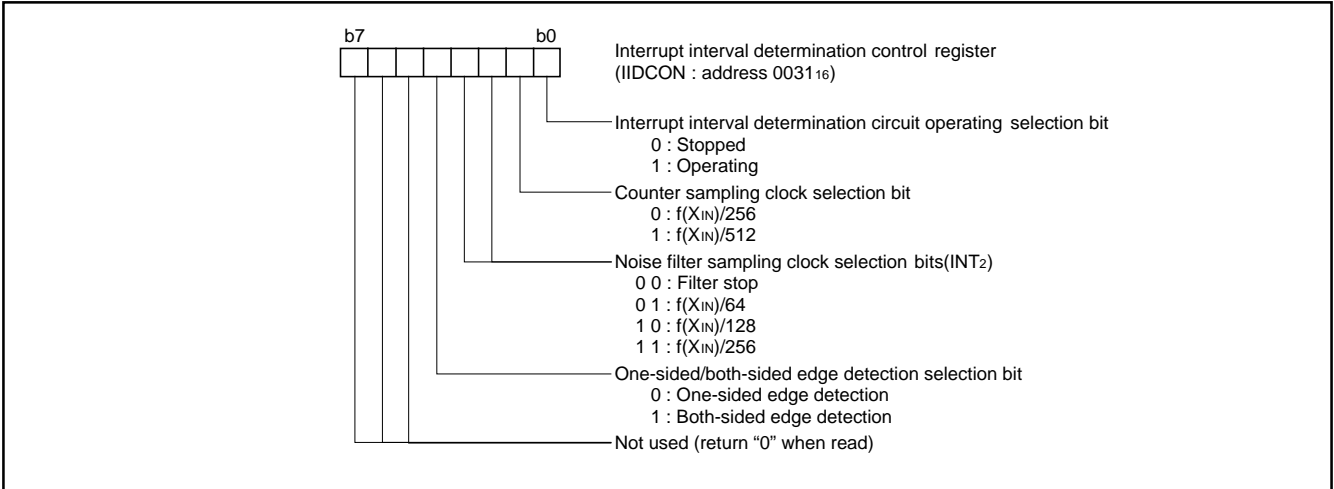 b7 b0
Interrupt interval determination control register
(IIDCON : address 003116)
Interrupt interval determination circuit operating selection bit
0 : Stopped
1 : Operating
Counter sampling clock selection bit
0 : f(XIN)/256
1 : f(XIN)/512
Noise filter sampling clock selection bits(INT2)
0 0 : Filter stop
0 1 : f(XIN)/64
1 0 : f(XIN)/128
1 1 : f(XIN)/256
One-sided/both-sided edge detection selection bit
0 : One-sided edge detection
1 : Both-sided edge detection
Not used (return “0” when read)